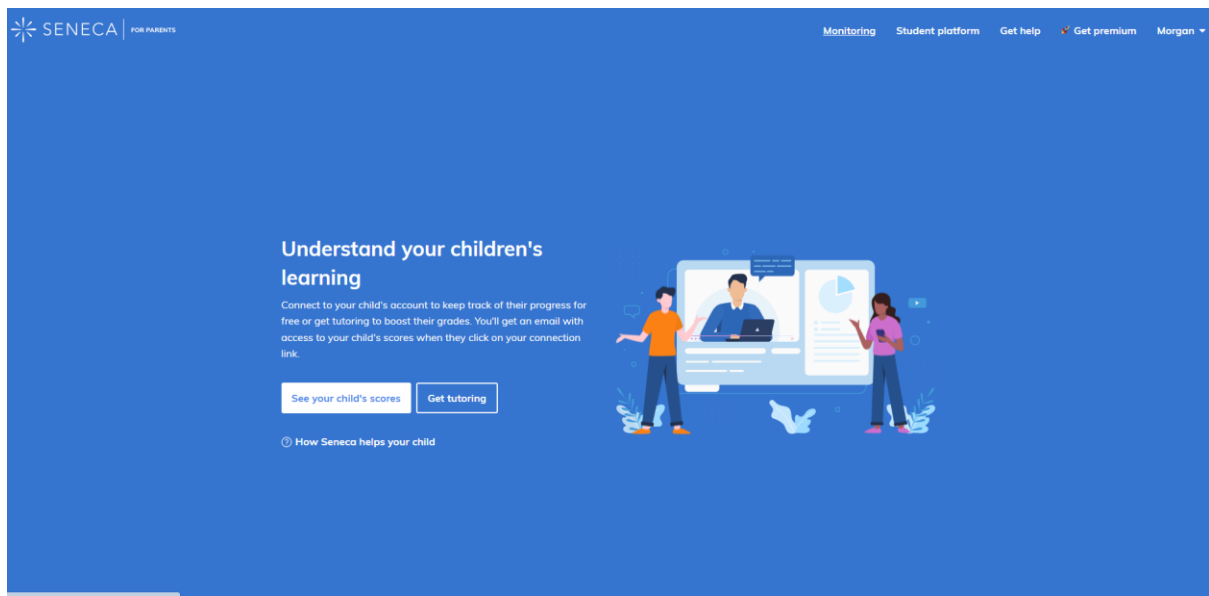 SENECA FOR PARENTS
Monitoring Student platform Get help Get premium Morgan
Understand your children's
learning
Connect to your child's account to keep track of their progress for
free or get tutoring to boost their grades. You'll get an email with
access to your child's scores when they click on your connection
link.
See your child's scores Get tutoring
How Seneca helps your child